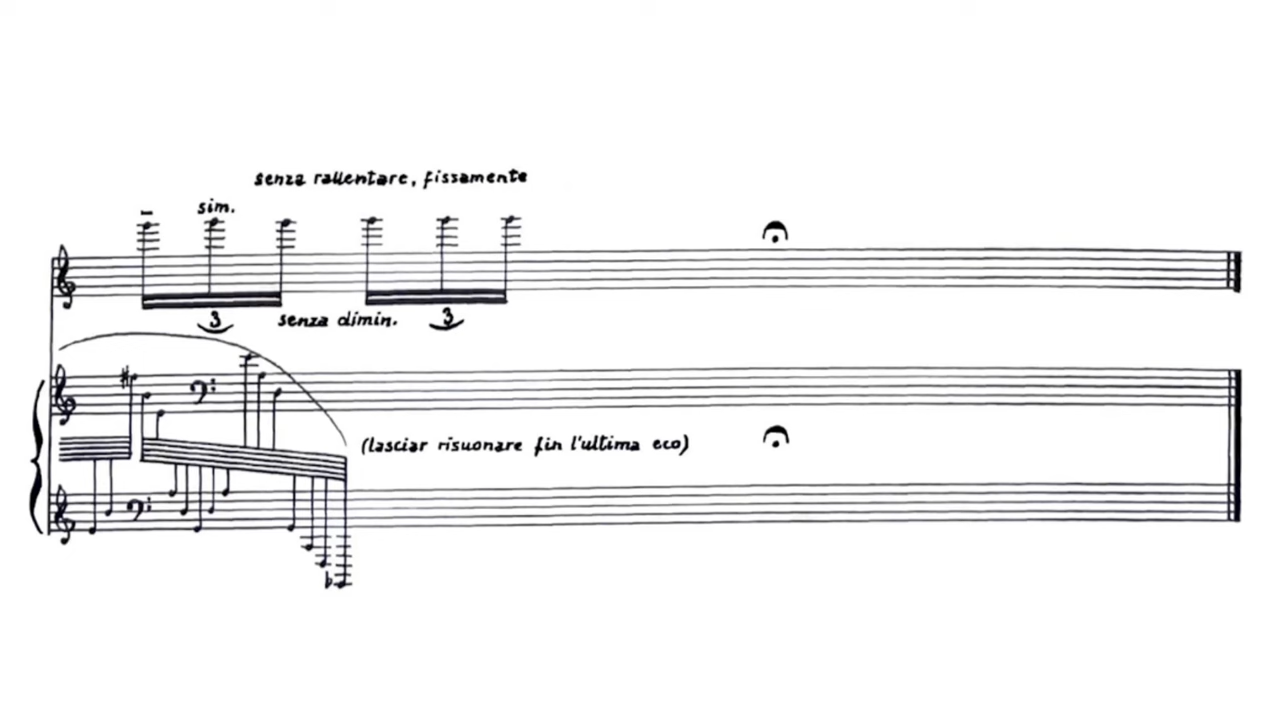 senza rallentare, fissamente
sim.
3 senza dimin. 3
(lasciar risuonare fin l'ultima eco)